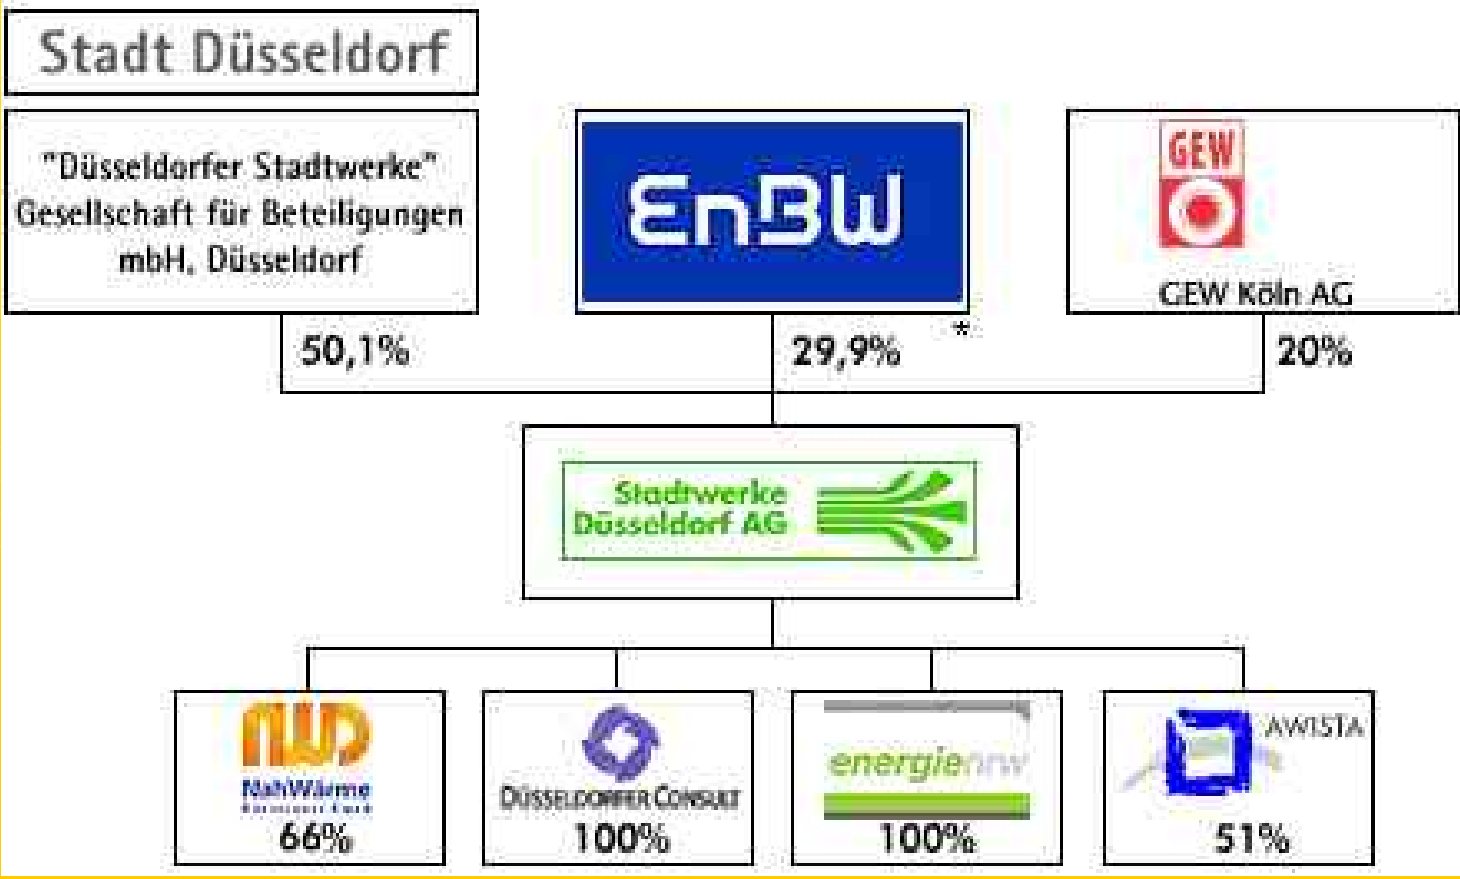 Stadt Düsseldorf
"Düsseldorfer Stadtwerke"
Gesellschaft für Beteiligungen
mbH, Düsseldorf
EnBW
GEW
GEW Köln AG
50,1%
29,9%
*
20%
Stadtwerke
Düsseldorf AG
NahWärme
66%
DÜSSELDORFER CONSULT
100%
energienrw
100%
AWISTA
51%